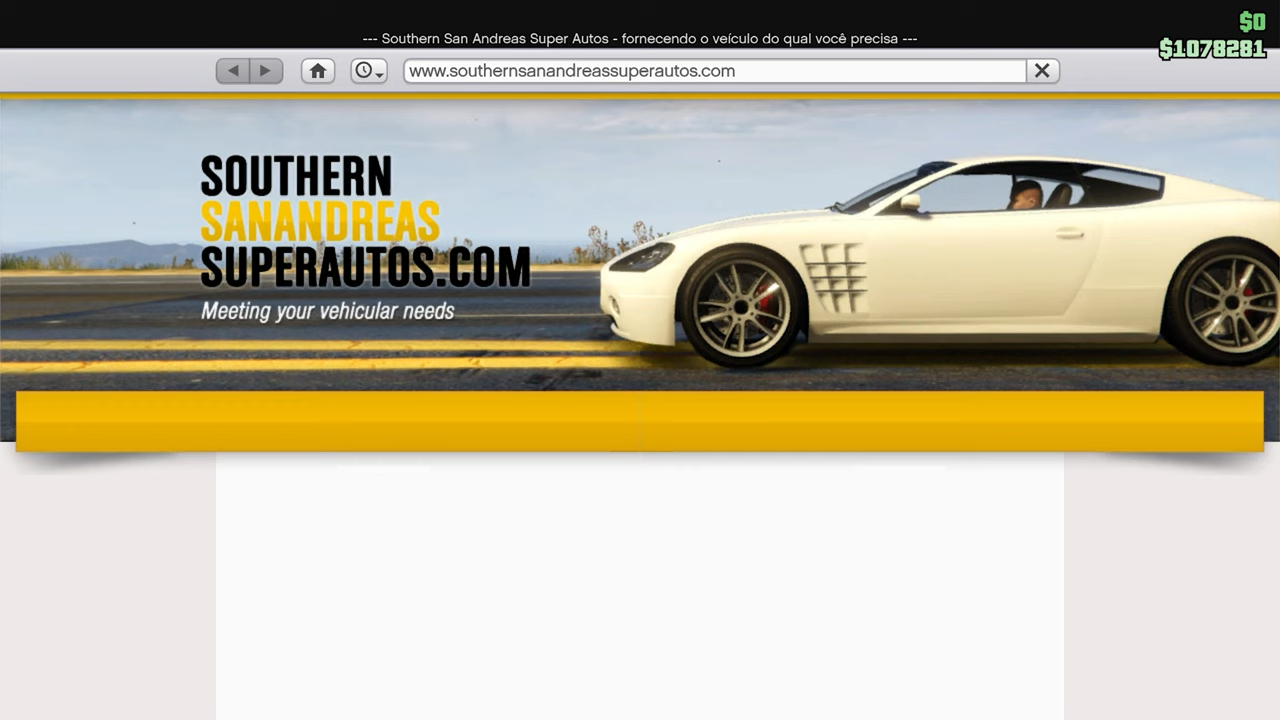 $0
$1078281
--- Southern San Andreas Super Autos - fornecendo o veículo do qual você precisa ---
www.southernsanandreassuperautos.com
SOUTHERN
SANANDREAS
SUPERAUTOS.COM
Meeting your vehicular needs